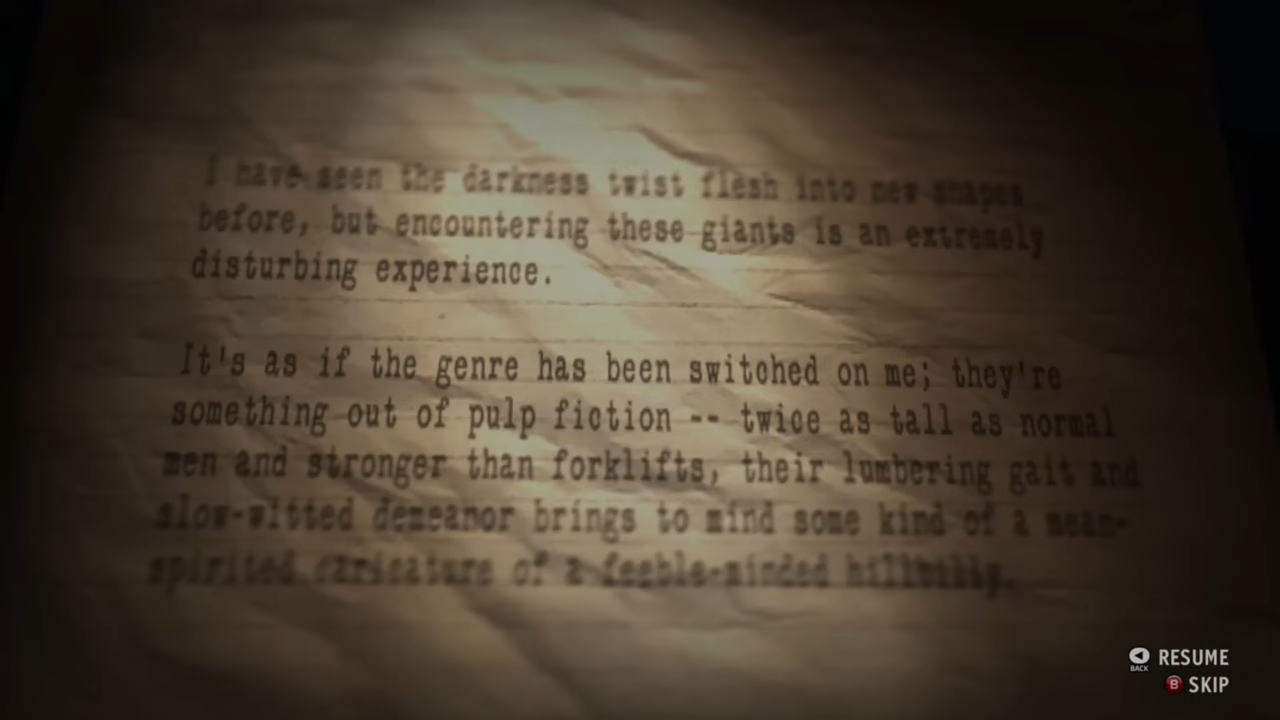 I have seen the darkness twist flesh into new shapes
before, but encountering these giants is an extremely
disturbing experience.
It's as if the genre has been switched on me; they're
something out of pulp fiction -- twice as tall as normal
men and stronger than forklifts, their lumbering gait and
slow-witted demeanor brings to mind some kind of a mean-
spirited caricature of a feeble-minded hillbilly.
BACK RESUME
B SKIP